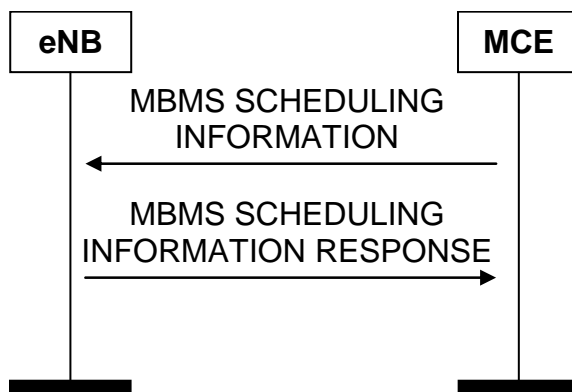 eNB
MCE
MBMS SCHEDULING
INFORMATION
MBMS SCHEDULING
INFORMATION RESPONSE